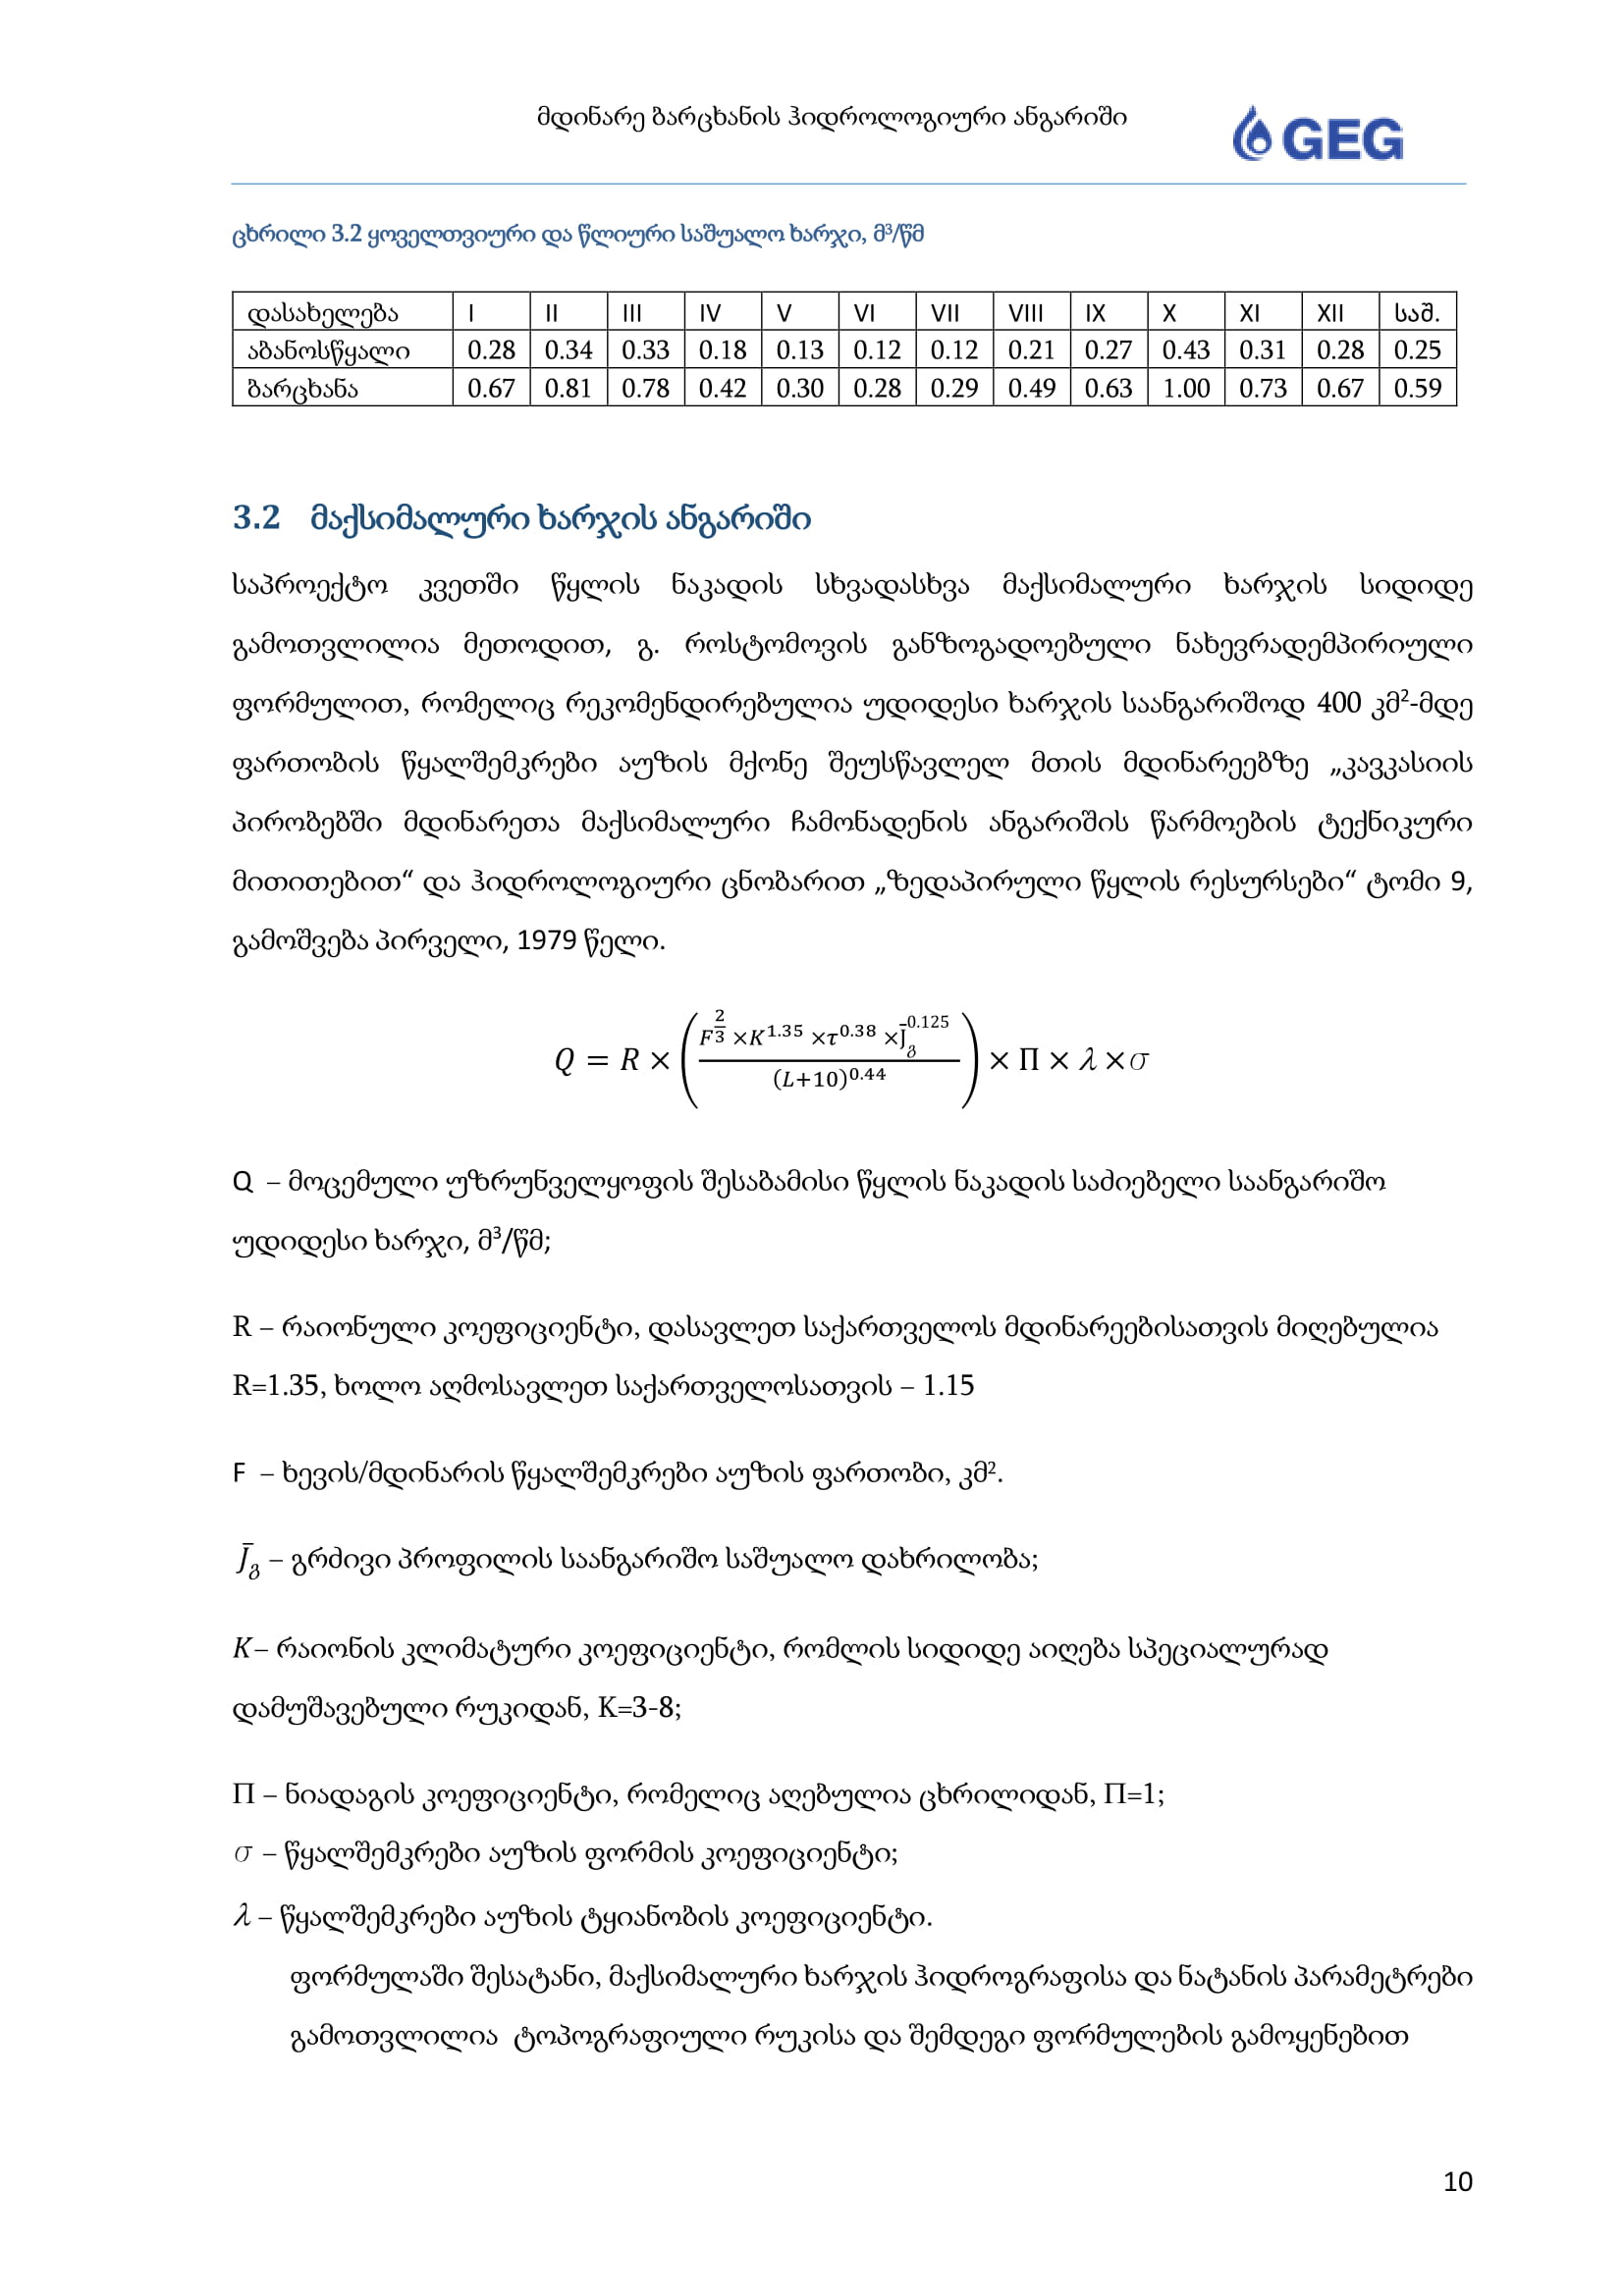 მდინარე ბარცხანის ჰიდროლოგიური ანგარიში
GEG
ცხრილი 3.2 ყოველთვიური და წლიური საშუალო ხარჯი, მ³/წმ
დასახელება I II III IV V VI VII VIII IX X XI XII საშ.
აბანოსწყალი 0.28 0.34 0.33 0.18 0.13 0.12 0.12 0.21 0.27 0.43 0.31 0.28 0.25
ბარცხანა 0.67 0.81 0.78 0.42 0.30 0.28 0.29 0.49 0.63 1.00 0.73 0.67 0.59
3.2 მაქსიმალური ხარჯის ანგარიში
საპროექტო კვეთში წყლის ნაკადის სხვადასხვა მაქსიმალური ხარჯის სიდიდე
გამოთვლილია მეთოდით, გ. როსტომოვის განზოგადოებული ნახევრადემპირიული
ფორმულით, რომელიც რეკომენდირებულია უდიდესი ხარჯის საანგარიშოდ 400 კმ²-მდე
ფართობის წყალშემკრები აუზის მქონე შეუსწავლელ მთის მდინარეებზე „კავკასიის
პირობებში მდინარეთა მაქსიმალური ჩამონადენის ანგარიშის წარმოების ტექნიკური
მითითებით“ და ჰიდროლოგიური ცნობარით „ზედაპირული წყლის რესურსები“ ტომი 9,
გამოშვება პირველი, 1979 წელი.
Q = R × (F^{2/3} × K^{1.35} × τ^{0.38} × J̄_გ^{0.125} / (L+10)^{0.44}) × Π × λ × σ
Q – მოცემული უზრუნველყოფის შესაბამისი წყლის ნაკადის საძიებელი საანგარიშო
უდიდესი ხარჯი, მ³/წმ;
R – რაიონული კოეფიციენტი, დასავლეთ საქართველოს მდინარეებისათვის მიღებულია
R=1.35, ხოლო აღმოსავლეთ საქართველოსათვის – 1.15
F – ხევის/მდინარის წყალშემკრები აუზის ფართობი, კმ².
J̄_გ – გრძივი პროფილის საანგარიშო საშუალო დახრილობა;
K– რაიონის კლიმატური კოეფიციენტი, რომლის სიდიდე აიღება სპეციალურად
დამუშავებული რუკიდან, K=3-8;
Π – ნიადაგის კოეფიციენტი, რომელიც აღებულია ცხრილიდან, Π=1;
σ – წყალშემკრები აუზის ფორმის კოეფიციენტი;
λ – წყალშემკრები აუზის ტყიანობის კოეფიციენტი.
ფორმულაში შესატანი, მაქსიმალური ხარჯის ჰიდროგრაფისა და ნატანის პარამეტრები
გამოთვლილია ტოპოგრაფიული რუკისა და შემდეგი ფორმულების გამოყენებით
10